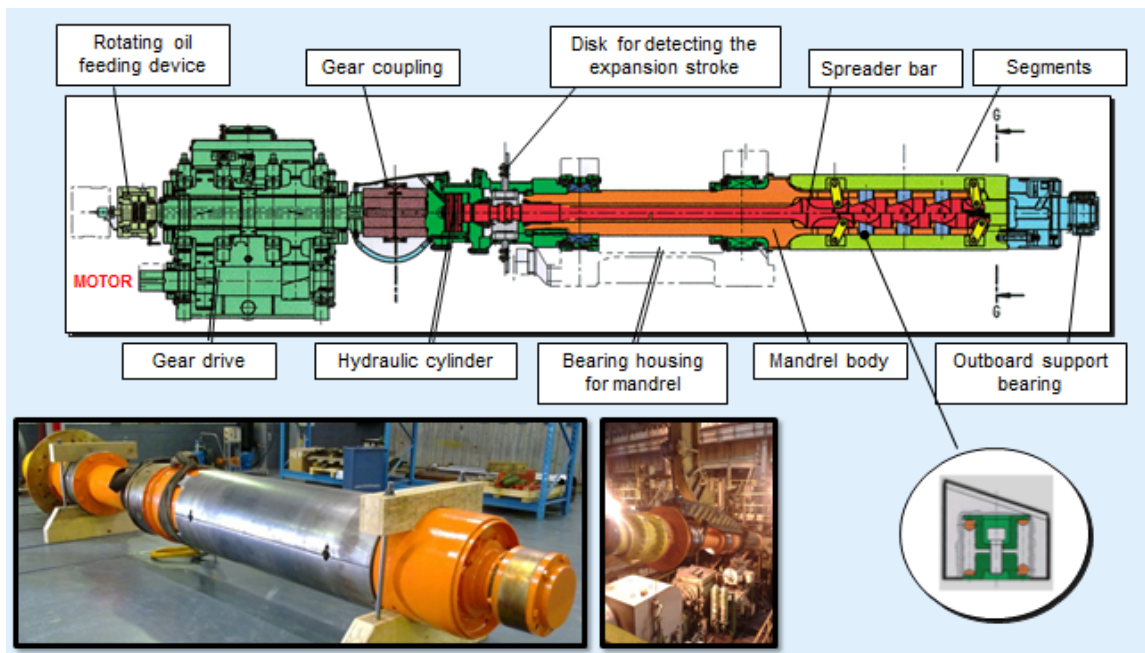 Rotating oil
feeding device
Gear coupling
Disk for detecting the
expansion stroke
Spreader bar
Segments
G
MOTOR
G
Gear drive
Hydraulic cylinder
Bearing housing
for mandrel
Mandrel body
Outboard support
bearing